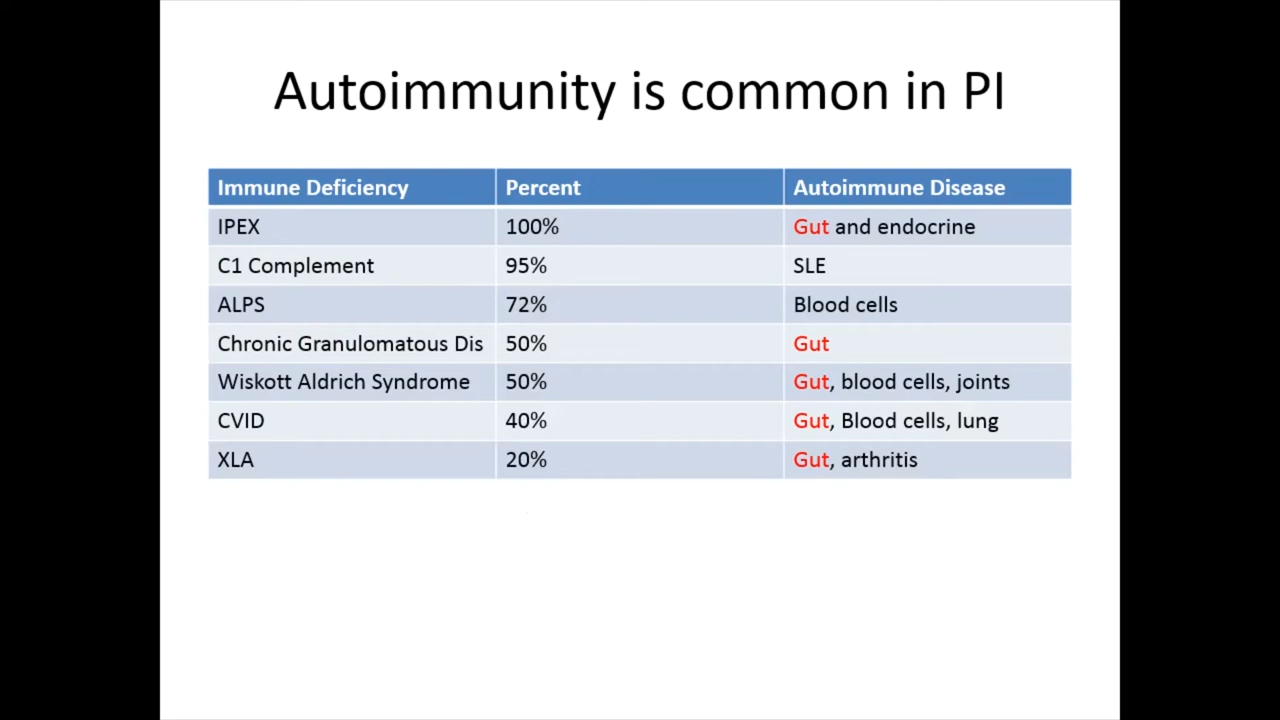 Autoimmunity is common in PI
Immune Deficiency Percent Autoimmune Disease
IPEX 100% Gut and endocrine
C1 Complement 95% SLE
ALPS 72% Blood cells
Chronic Granulomatous Dis 50% Gut
Wiskott Aldrich Syndrome 50% Gut, blood cells, joints
CVID 40% Gut, Blood cells, lung
XLA 20% Gut, arthritis